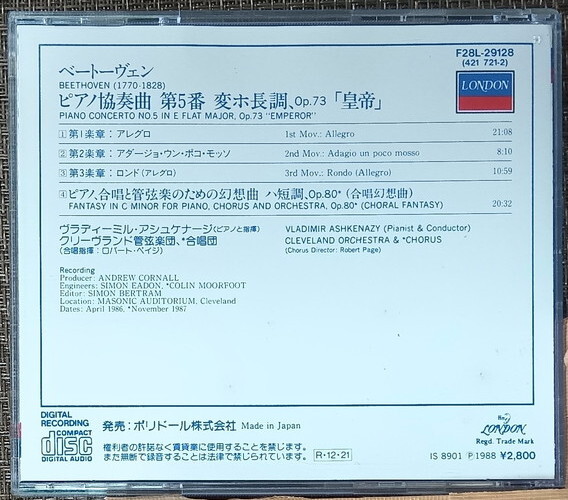 F28L-29128
(421 721-2)
LONDON
ベートーヴェン
BEETHOVEN (1770-1828)
ピアノ協奏曲 第5番 変ホ長調、Op.73 「皇帝」
PIANO CONCERTO NO.5 IN E FLAT MAJOR, Op.73 "EMPEROR"
1 第1楽章：アレグロ 1st Mov.: Allegro 21:08
2 第2楽章：アダージョ・ウン・ポコ・モッソ 2nd Mov.: Adagio un poco mosso 8:10
3 第3楽章：ロンド(アレグロ) 3rd Mov.: Rondo (Allegro) 10:59
4 ピアノ、合唱と管弦楽のための幻想曲 ハ短調、Op.80* (合唱幻想曲)
FANTASY IN C MINOR FOR PIANO, CHORUS AND ORCHESTRA, Op.80* (CHORAL FANTASY) 20:32
ヴラディーミル・アシュケナージ(ピアノと指揮) VLADIMIR ASHKENAZY (Pianist & Conductor)
クリーヴランド管弦楽団、*合唱団 CLEVELAND ORCHESTRA & *CHORUS
(合唱指揮：ロバート・ペイジ) (Chorus Director: Robert Page)
Recording
Producer: ANDREW CORNALL
Engineers: SIMON EADON, *COLIN MOORFOOT
Editor: SIMON BERTRAM
Location: MASONIC AUDITORIUM, Cleveland
Dates: April 1986, *November 1987
DIGITAL
RECORDING
COMPACT
disc
DIGITAL AUDIO
発売：ポリドール株式会社 Made in Japan
権利者の許諾なく賃貸業に使用することを禁じます。
また無断で録音することは法律で禁じられています。
R・12・21
LONDON
Regd. Trade Mark
IS 8901 Ⓟ1988 ¥2,800